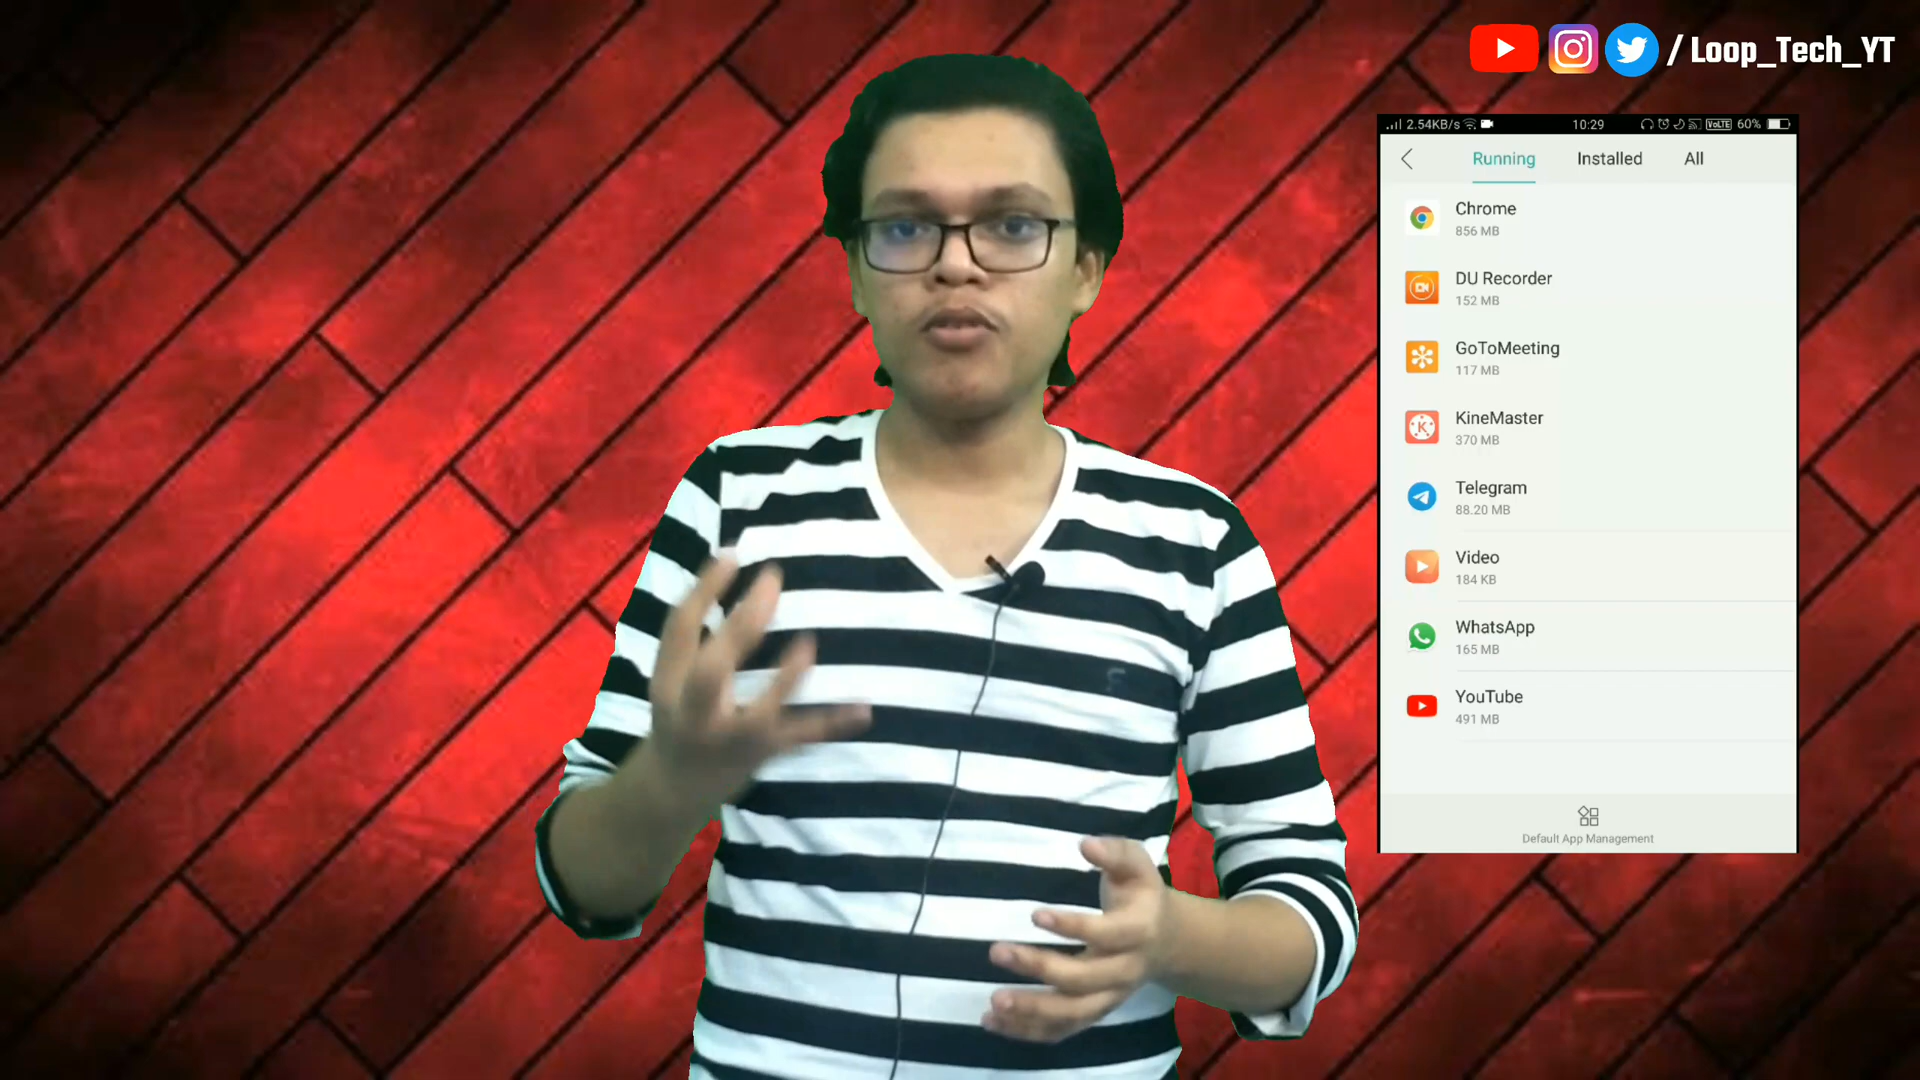 / Loop_Tech_YT
2.54KB/s 10:29 VoLTE 60%
Running Installed All
Chrome
856 MB
DU Recorder
152 MB
GoToMeeting
117 MB
KineMaster
370 MB
Telegram
88.20 MB
Video
184 KB
WhatsApp
165 MB
YouTube
491 MB
Default App Management